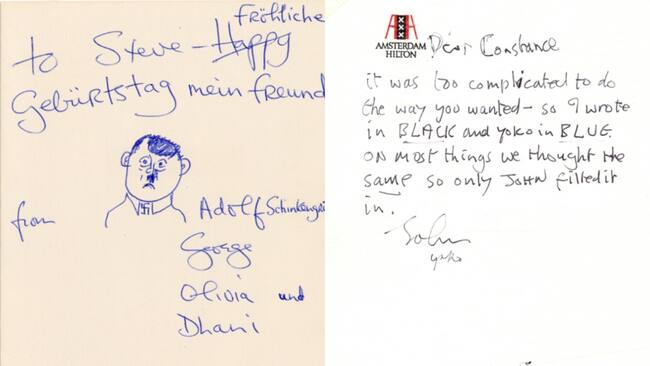 Fröhliche
to Steve - Happy
Gebürtstag mein freund
from
Adolf
George
Olivia und
Dhani
AMSTERDAM
HILTON
Dear Constance
it was too complicated to do
the way you wanted - so I wrote
in BLACK and yoko in BLUE.
ON most things we thought the
same so only JOHN filled it
in.
John
yoko